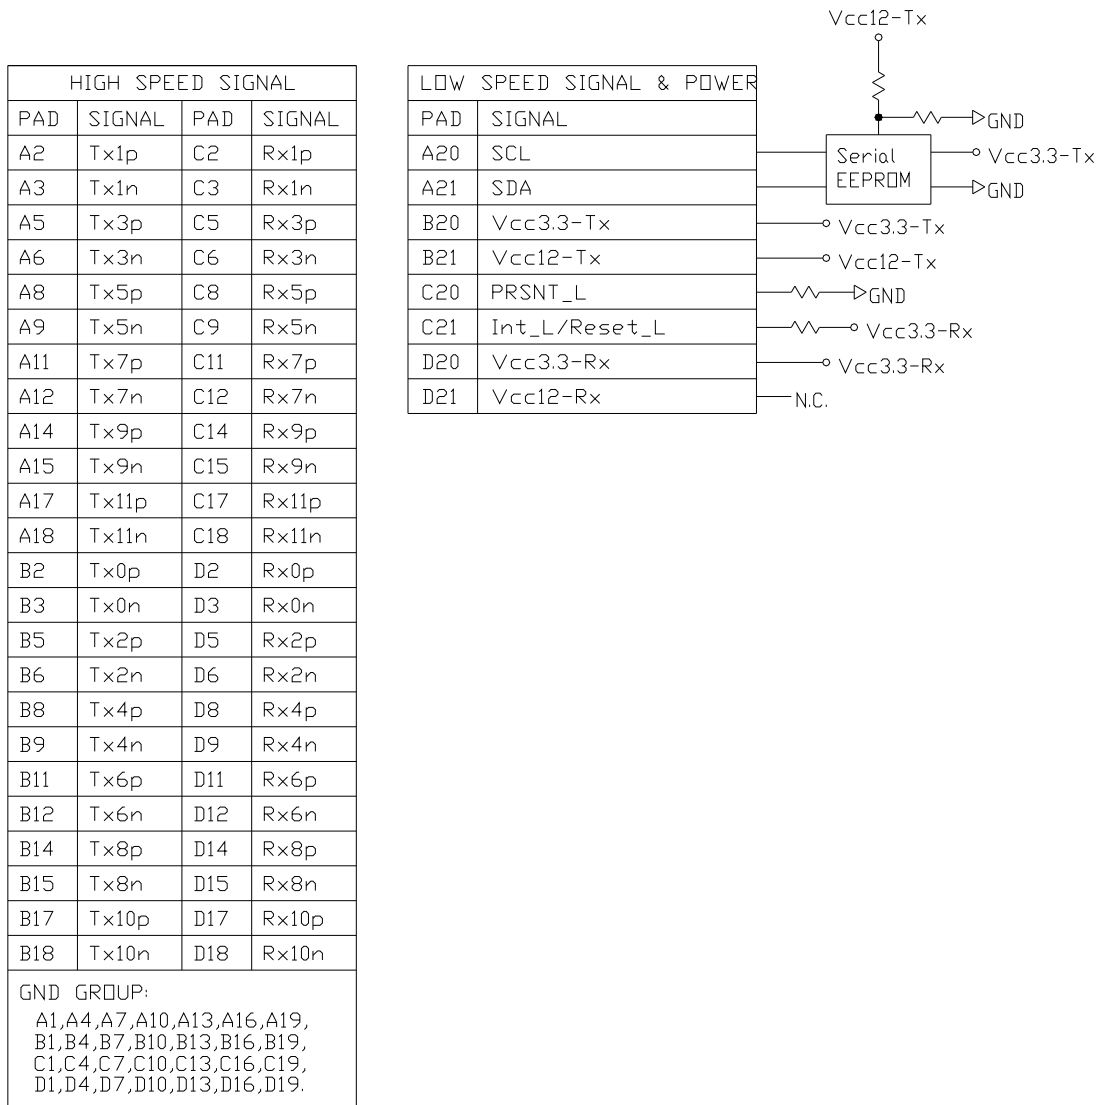 HIGH SPEED SIGNAL
PAD SIGNAL PAD SIGNAL
A2 Tx1p C2 Rx1p
A3 Tx1n C3 Rx1n
A5 Tx3p C5 Rx3p
A6 Tx3n C6 Rx3n
A8 Tx5p C8 Rx5p
A9 Tx5n C9 Rx5n
A11 Tx7p C11 Rx7p
A12 Tx7n C12 Rx7n
A14 Tx9p C14 Rx9p
A15 Tx9n C15 Rx9n
A17 Tx11p C17 Rx11p
A18 Tx11n C18 Rx11n
B2 Tx0p D2 Rx0p
B3 Tx0n D3 Rx0n
B5 Tx2p D5 Rx2p
B6 Tx2n D6 Rx2n
B8 Tx4p D8 Rx4p
B9 Tx4n D9 Rx4n
B11 Tx6p D11 Rx6p
B12 Tx6n D12 Rx6n
B14 Tx8p D14 Rx8p
B15 Tx8n D15 Rx8n
B17 Tx10p D17 Rx10p
B18 Tx10n D18 Rx10n
GND GROUP:
A1,A4,A7,A10,A13,A16,A19,
B1,B4,B7,B10,B13,B16,B19,
C1,C4,C7,C10,C13,C16,C19,
D1,D4,D7,D10,D13,D16,D19.
LOW SPEED SIGNAL & POWER
PAD SIGNAL
A20 SCL
A21 SDA
B20 Vcc3.3-Tx
B21 Vcc12-Tx
C20 PRSNT_L
C21 Int_L/Reset_L
D20 Vcc3.3-Rx
D21 Vcc12-Rx
Vcc12-Tx
GND
Serial
EEPROM
Vcc3.3-Tx
GND
Vcc3.3-Tx
Vcc12-Tx
GND
Vcc3.3-Rx
Vcc3.3-Rx
N.C.